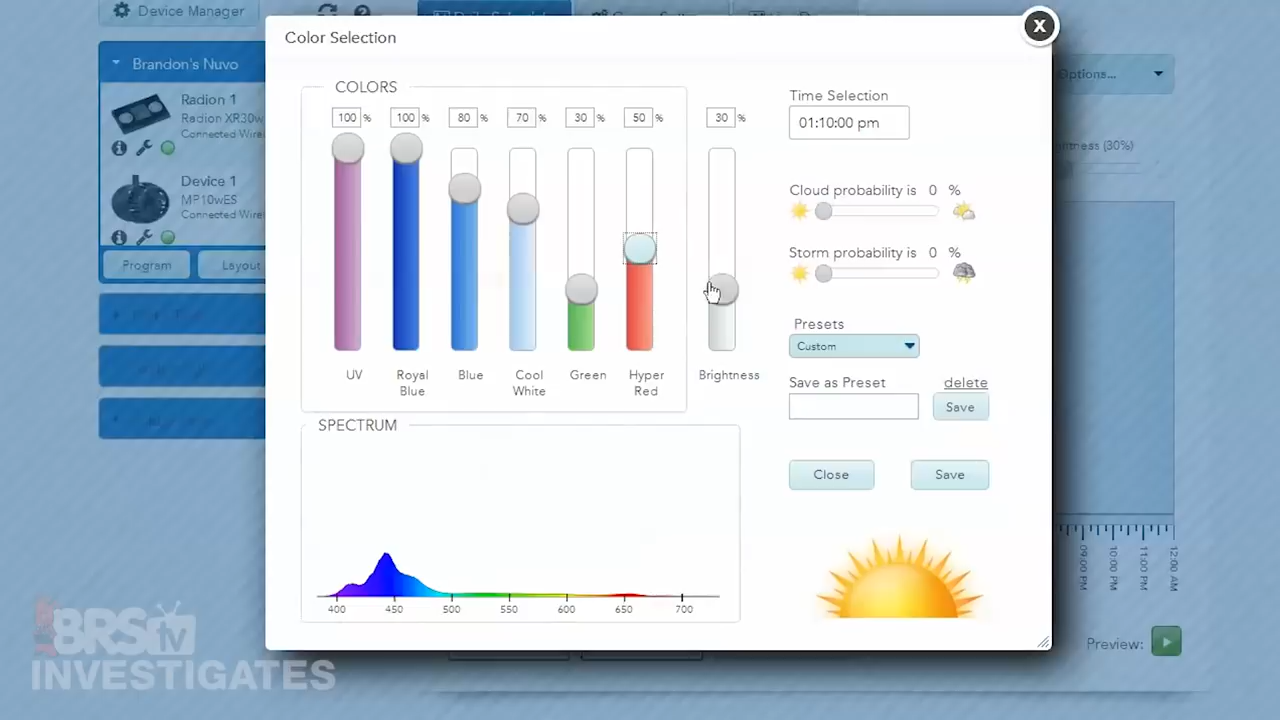 Device Manager
Color Selection
X
Brandon's Nuvo
Radion 1
Radion XR30w
Connected Wire
Device 1
MP10wES
Connected Wire
Program
Layout
COLORS
100 %
100 %
80 %
70 %
30 %
50 %
30 %
UV
Royal Blue
Blue
Cool White
Green
Hyper Red
Brightness
Time Selection
01:10:00 pm
Cloud probability is 0 %
Storm probability is 0 %
Presets
Custom
Save as Preset
delete
Save
Close
Save
Options...
(30%)
SPECTRUM
400 450 500 550 600 650 700
09:00 PM
10:00 PM
11:00 PM
12:00 AM
Preview:
BRStv
INVESTIGATES